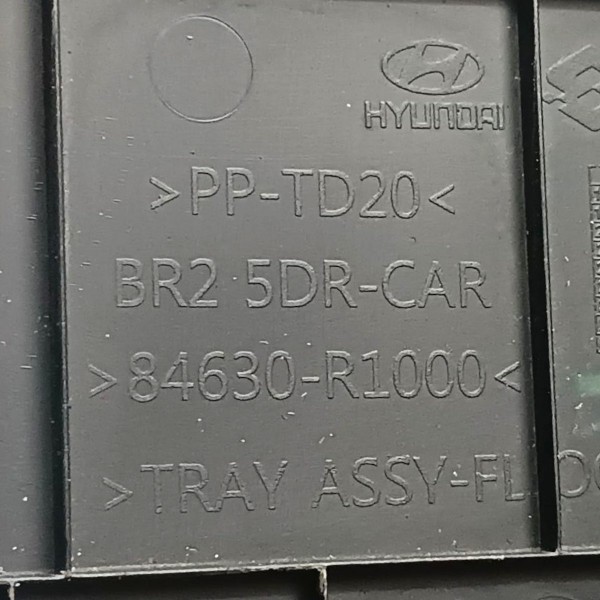 HYUNDAI
>PP-TD20<
BR2 5DR-CAR
>84630-R1000<
>TRAY ASSY-FL